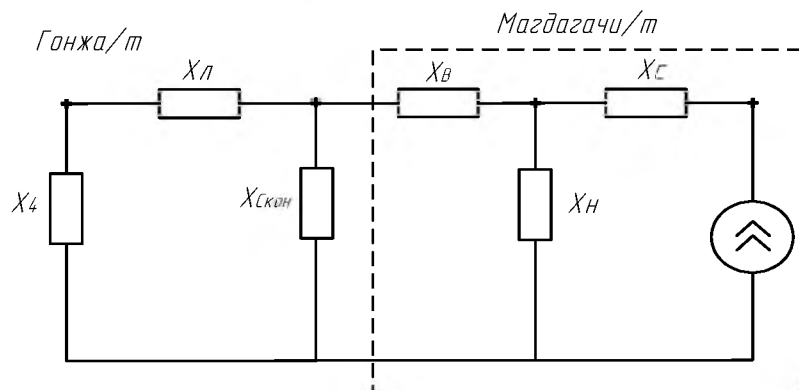 Гонжа/т
Магдагачи/т
Xл
Xв
Xс
X4
XСкон
Xн